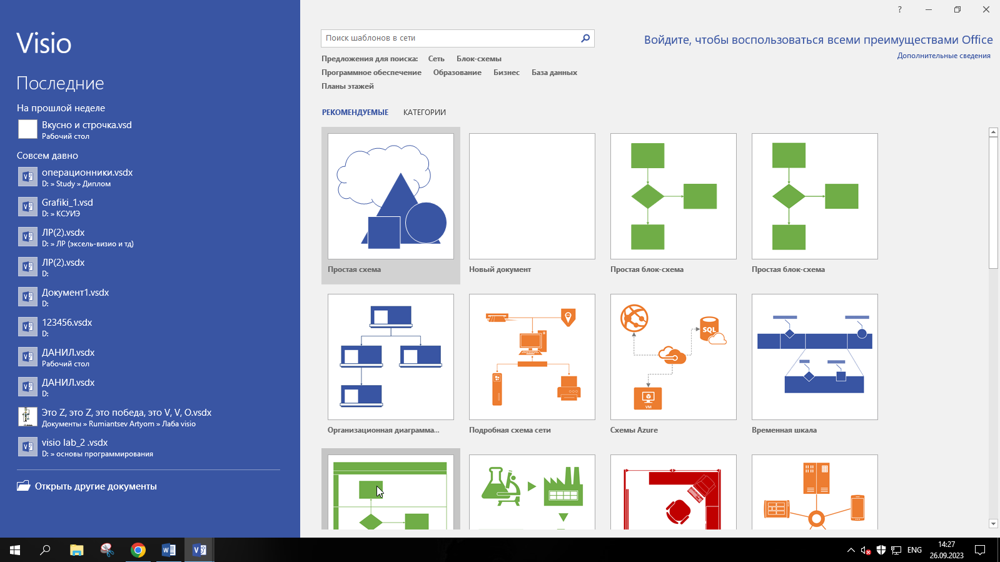 Visio
Последние
На прошлой неделе
Вкусно и строчка.vsd
Рабочий стол
Совсем давно
операционники.vsdx
D: » Study » Диплом
Grafiki_1.vsd
D: » КСУИЭ
ЛР(2).vsdx
D: » ЛР (эксель-визио и тд)
ЛР(2).vsdx
D:
Документ1.vsdx
D:
123456.vsdx
D:
ДАНИЛ.vsdx
Рабочий стол
ДАНИЛ.vsdx
D:
Это Z, это Z, это победа, это V, V, O.vsdx
Документы » Rumiantsev Artyom » Лаба visio
visio lab_2 .vsdx
D: » основы программирования
Открыть другие документы
?
Поиск шаблонов в сети
Войдите, чтобы воспользоваться всеми преимуществами Office
Дополнительные сведения
Предложения для поиска: Сеть Блок-схемы
Программное обеспечение Образование Бизнес База данных
Планы этажей
РЕКОМЕНДУЕМЫЕ КАТЕГОРИИ
Простая схема
Новый документ
Простая блок-схема
Простая блок-схема
SQL
VM
Организационная диаграмма...
Подробная схема сети
Схемы Azure
Временная шкала
ENG
14:27
26.09.2023